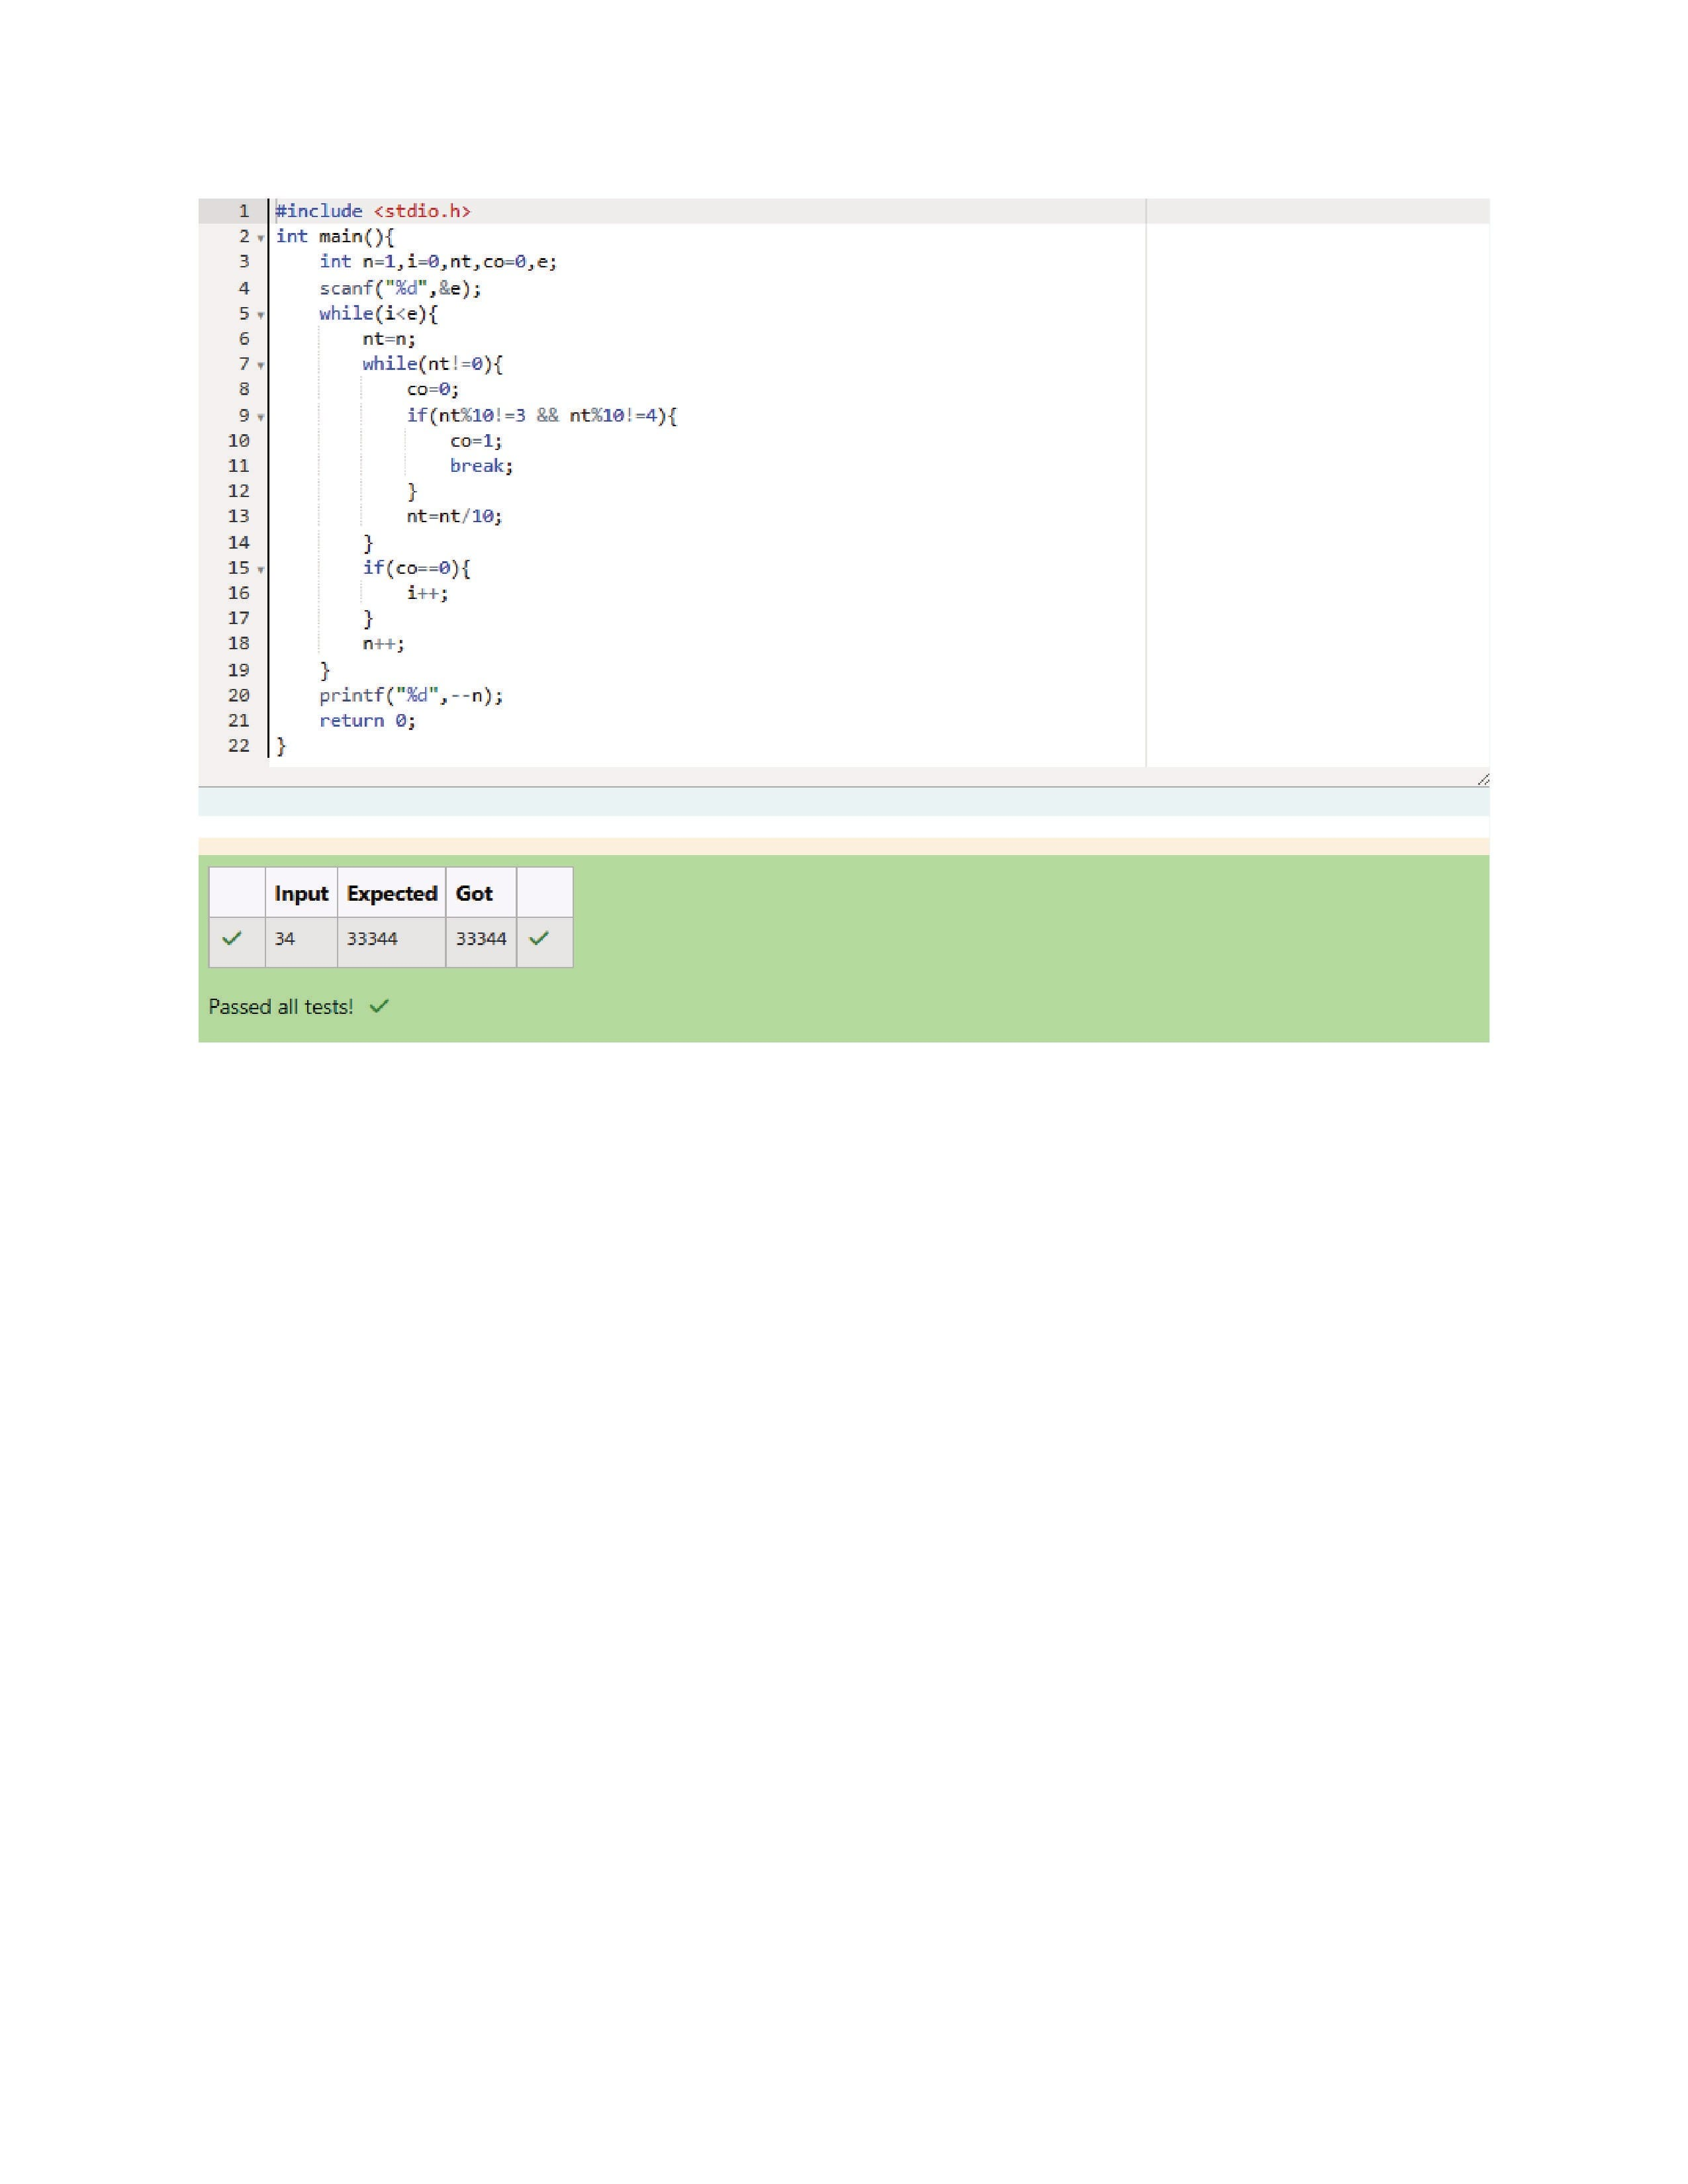 1 #include <stdio.h>
2 int main(){
3     int n=1,i=0,nt,co=0,e;
4     scanf("%d",&e);
5     while(i<e){
6         nt=n;
7         while(nt!=0){
8             co=0;
9             if(nt%10!=3 && nt%10!=4){
10                 co=1;
11                 break;
12             }
13             nt=nt/10;
14         }
15         if(co==0){
16             i++;
17         }
18         n++;
19     }
20     printf("%d",--n);
21     return 0;
22 }
Input Expected Got
34 33344 33344
Passed all tests!